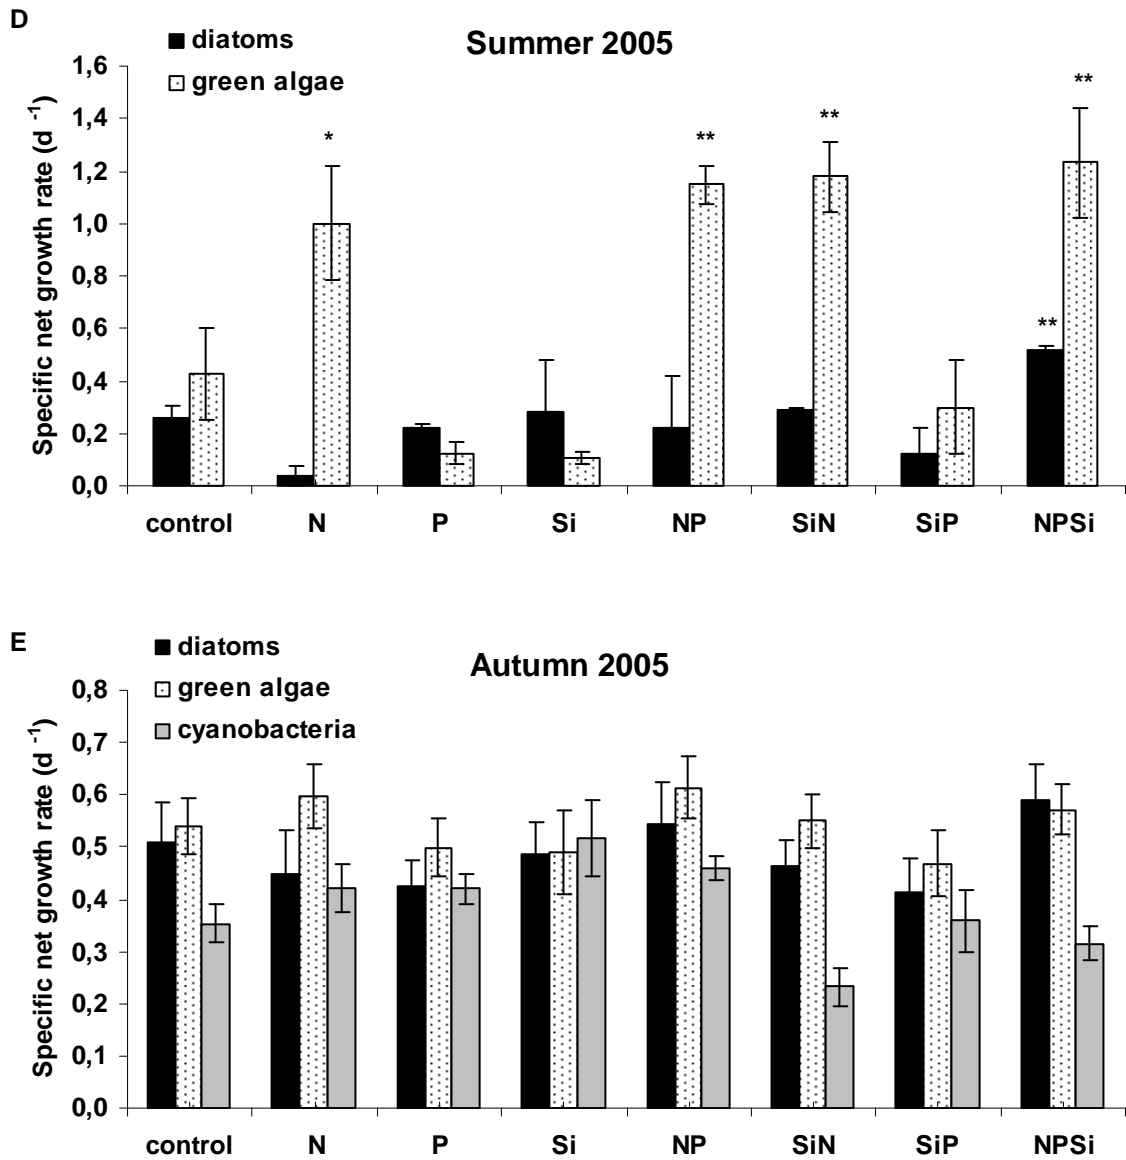 D
diatoms
Summer 2005
green algae
Specific net growth rate (d -1)
1,6
1,4
1,2
1,0
0,8
0,6
0,4
0,2
0,0
*
**
**
**
**
control N P Si NP SiN SiP NPSi
E
diatoms
Autumn 2005
green algae
cyanobacteria
Specific net growth rate (d -1)
0,8
0,7
0,6
0,5
0,4
0,3
0,2
0,1
0,0
control N P Si NP SiN SiP NPSi